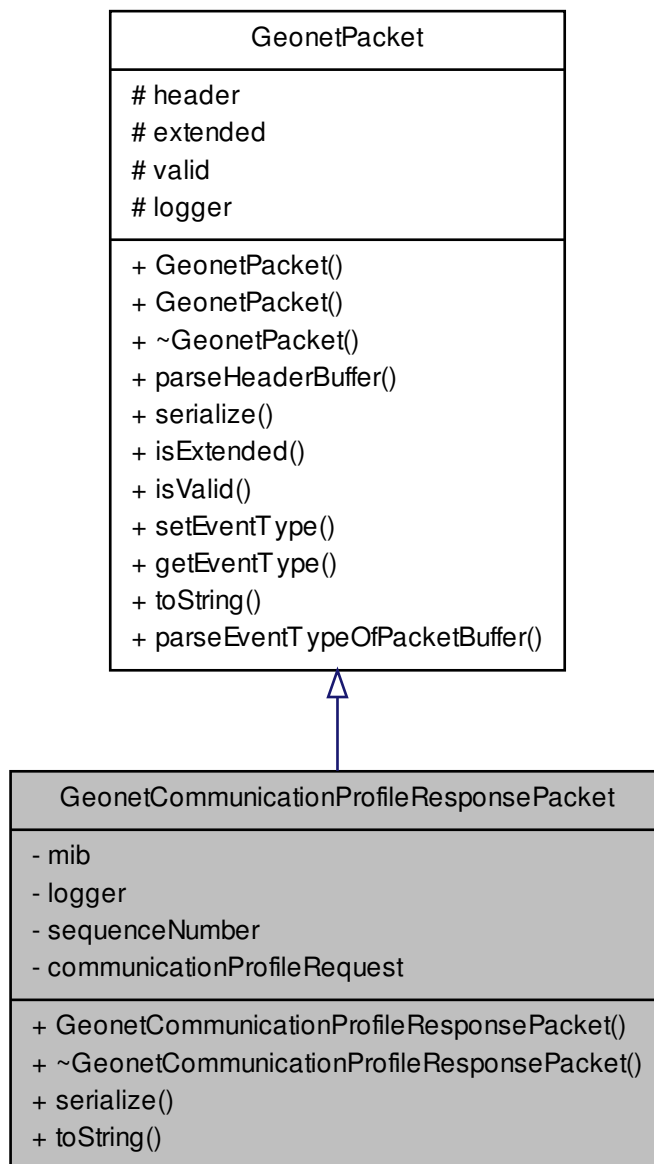 GeonetPacket
# header
# extended
# valid
# logger
+ GeonetPacket()
+ GeonetPacket()
+ ~GeonetPacket()
+ parseHeaderBuffer()
+ serialize()
+ isExtended()
+ isValid()
+ setEventType()
+ getEventType()
+ toString()
+ parseEventTypeOfPacketBuffer()
GeonetCommunicationProfileResponsePacket
- mib
- logger
- sequenceNumber
- communicationProfileRequest
+ GeonetCommunicationProfileResponsePacket()
+ ~GeonetCommunicationProfileResponsePacket()
+ serialize()
+ toString()